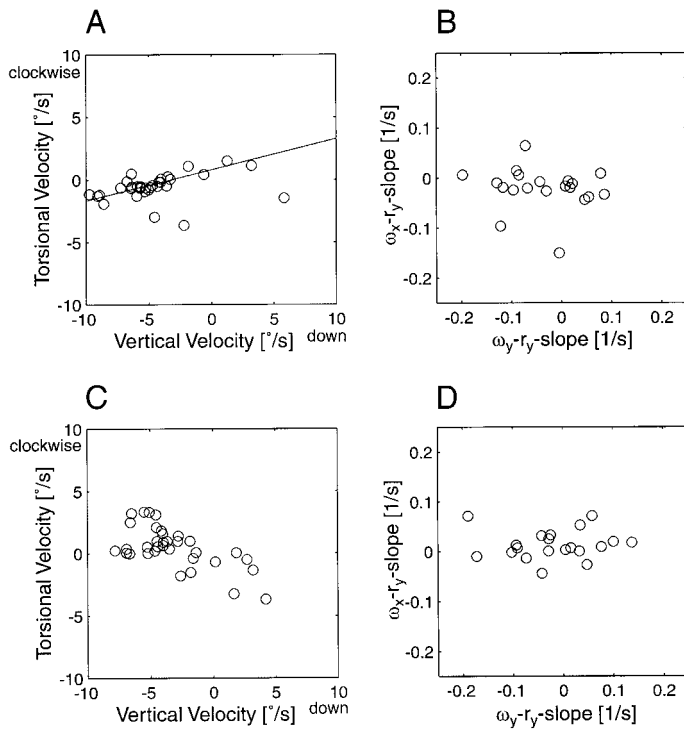 A
10
clockwise
5
0
-5
-10
Torsional Velocity [°/s]
-10 -5 0 5 10
Vertical Velocity [°/s] down
B
0.2
0.1
0
-0.1
-0.2
ωx-ry-slope [1/s]
-0.2 -0.1 0 0.1 0.2
ωy-ry-slope [1/s]
C
10
clockwise
5
0
-5
-10
Torsional Velocity [°/s]
-10 -5 0 5 10
Vertical Velocity [°/s] down
D
0.2
0.1
0
-0.1
-0.2
ωx-ry-slope [1/s]
-0.2 -0.1 0 0.1 0.2
ωy-ry-slope [1/s]